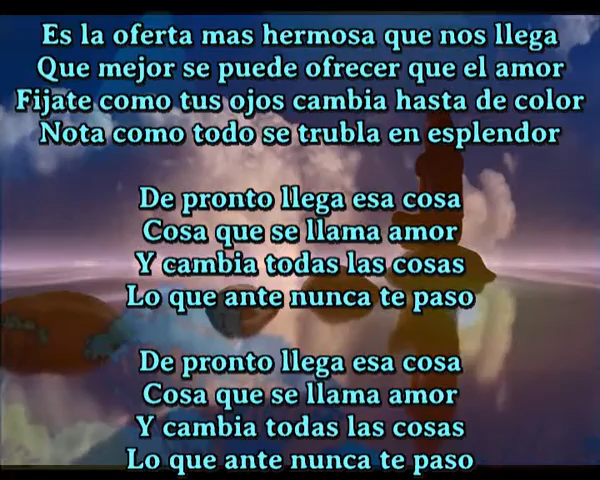 Es la oferta mas hermosa que nos llega
Que mejor se puede ofrecer que el amor
Fijate como tus ojos cambia hasta de color
Nota como todo se trubla en esplendor
De pronto llega esa cosa
Cosa que se llama amor
Y cambia todas las cosas
Lo que ante nunca te paso
De pronto llega esa cosa
Cosa que se llama amor
Y cambia todas las cosas
Lo que ante nunca te paso